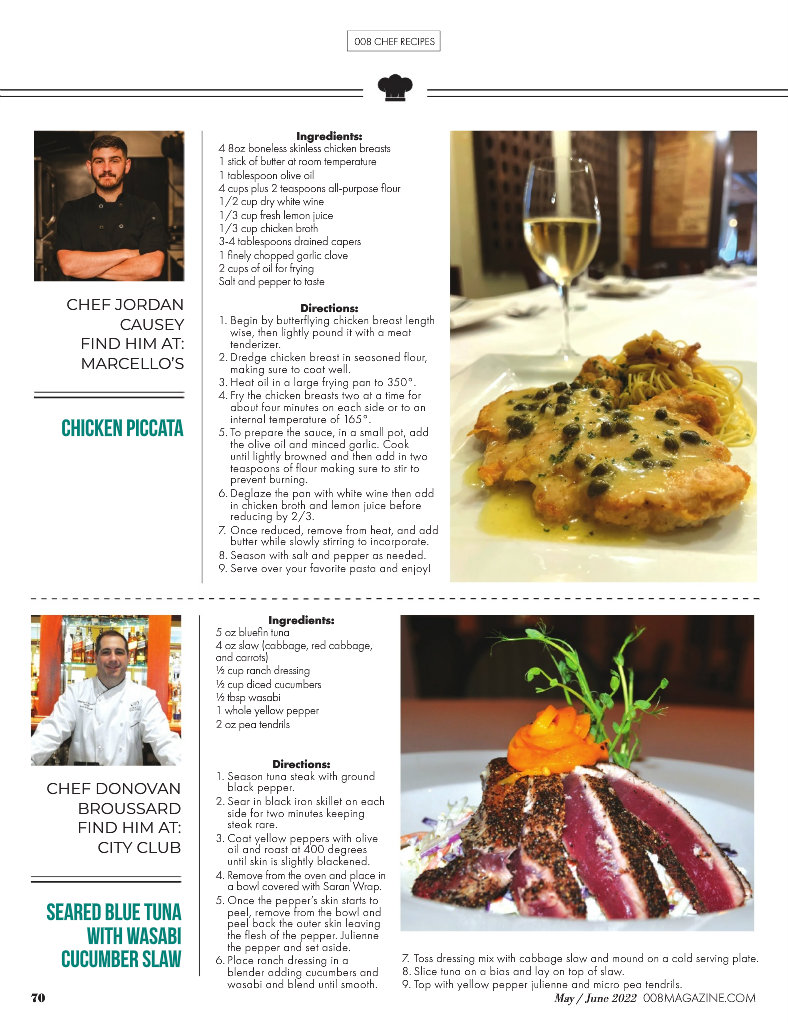 008 CHEF RECIPES
CHEF JORDAN
CAUSEY
FIND HIM AT:
MARCELLO'S
CHICKEN PICCATA
Ingredients:
4 8oz boneless skinless chicken breasts
1 stick of butter at room temperature
1 tablespoon olive oil
4 cups plus 2 teaspoons all-purpose flour
1/2 cup dry white wine
1/3 cup fresh lemon juice
1/3 cup chicken broth
3-4 tablespoons drained capers
1 finely chopped garlic clove
2 cups of oil for frying
Salt and pepper to taste
Directions:
1. Begin by butterflying chicken breast length
wise, then lightly pound it with a meat
tenderizer.
2. Dredge chicken breast in seasoned flour,
making sure to coat well.
3. Heat oil in a large frying pan to 350°.
4. Fry the chicken breasts two at a time for
about four minutes on each side or to an
internal temperature of 165°.
5. To prepare the sauce, in a small pot, add
the olive oil and minced garlic. Cook
until lightly browned and then add in two
teaspoons of flour making sure to stir to
prevent burning.
6. Deglaze the pan with white wine then add
in chicken broth and lemon juice before
reducing by 2/3.
7. Once reduced, remove from heat, and add
butter while slowly stirring to incorporate.
8. Season with salt and pepper as needed.
9. Serve over your favorite pasta and enjoy!
CHEF DONOVAN
BROUSSARD
FIND HIM AT:
CITY CLUB
SEARED BLUE TUNA
WITH WASABI
CUCUMBER SLAW
Ingredients:
5 oz bluefin tuna
4 oz slaw (cabbage, red cabbage,
and carrots)
½ cup ranch dressing
½ cup diced cucumbers
½ tbsp wasabi
1 whole yellow pepper
2 oz pea tendrils
Directions:
1. Season tuna steak with ground
black pepper.
2. Sear in black iron skillet on each
side for two minutes keeping
steak rare.
3. Coat yellow peppers with olive
oil and roast at 400 degrees
until skin is slightly blackened.
4. Remove from the oven and place in
a bowl covered with Saran Wrap.
5. Once the pepper's skin starts to
peel, remove from the bowl and
peel back the outer skin leaving
the flesh of the pepper. Julienne
the pepper and set aside.
6. Place ranch dressing in a
blender adding cucumbers and
wasabi and blend until smooth.
7. Toss dressing mix with cabbage slaw and mound on a cold serving plate.
8. Slice tuna on a bias and lay on top of slaw.
9. Top with yellow pepper julienne and micro pea tendrils.
70
May / June 2022 008MAGAZINE.COM